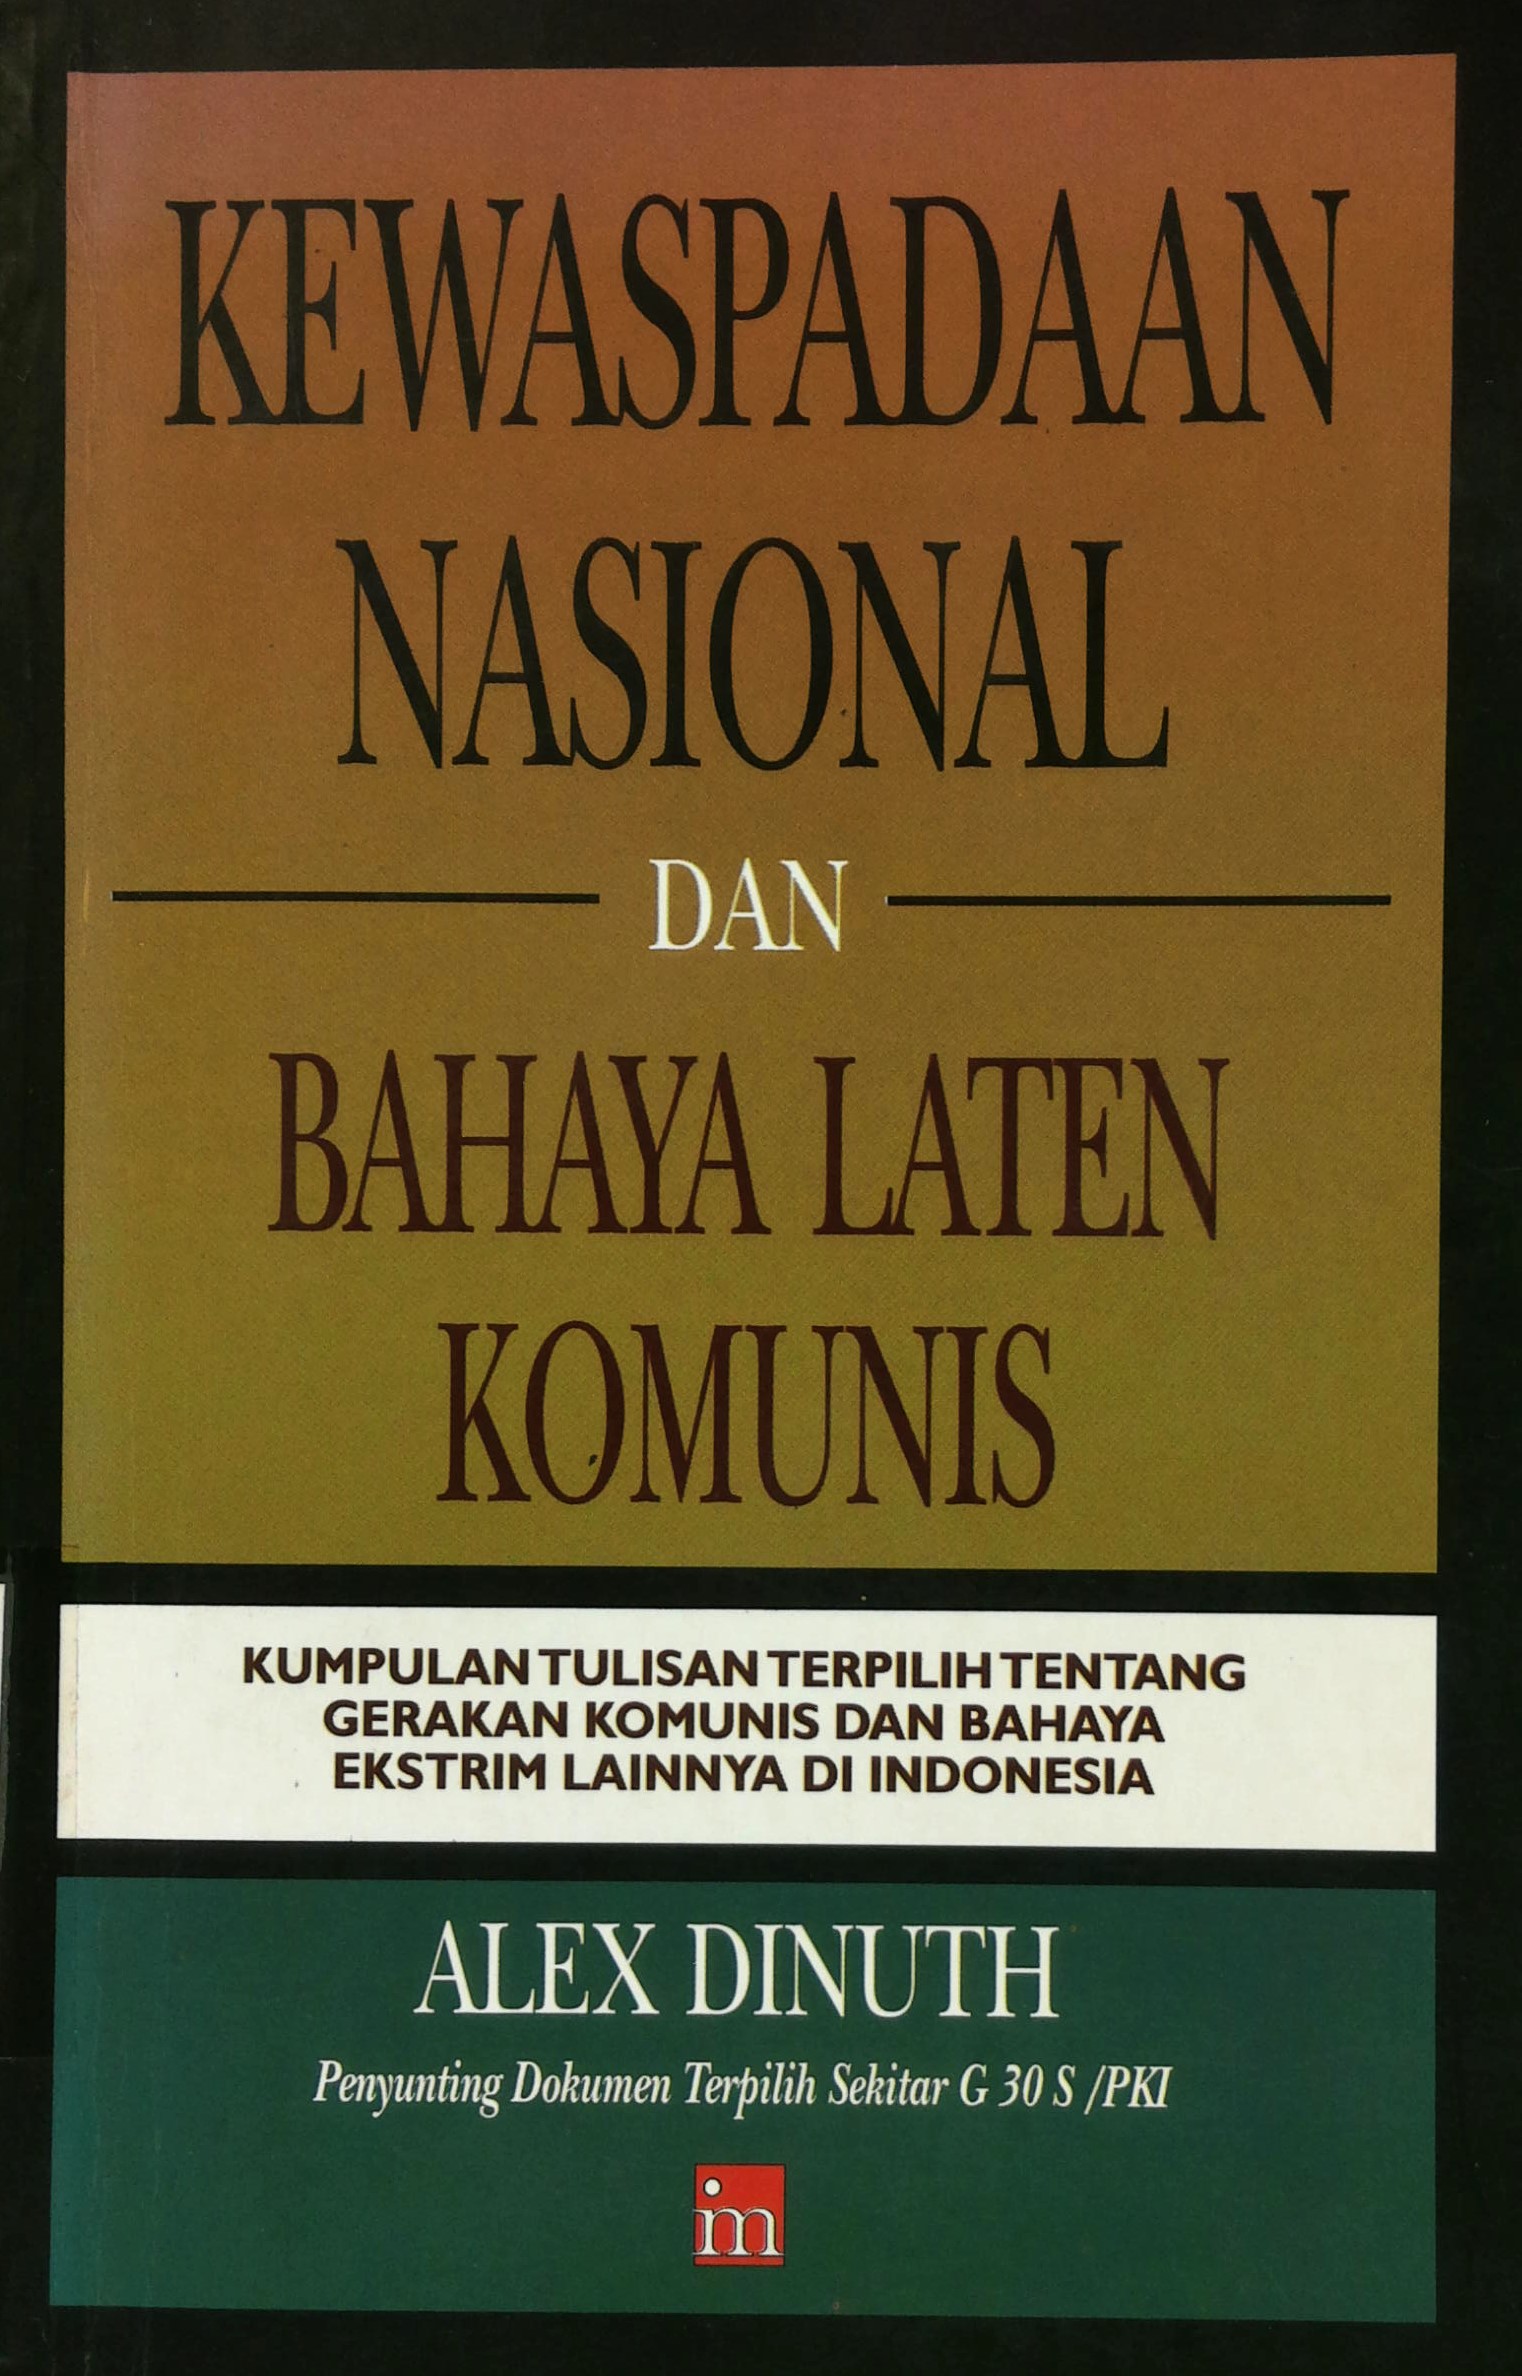 KEWASPADAAN
NASIONAL
DAN
BAHAYA LATEN
KOMUNIS
KUMPULAN TULISAN TERPILIH TENTANG
GERAKAN KOMUNIS DAN BAHAYA
EKSTRIM LAINNYA DI INDONESIA
ALEX DINUTH
Penyunting Dokumen Terpilih Sekitar G 30 S /PKI
im